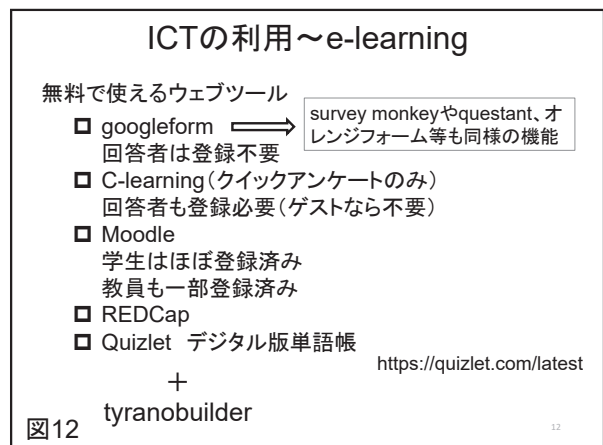 ICTの利用～e-learning
無料で使えるウェブツール
googleform
survey monkeyやquestant、オ
レンジフォーム等も同様の機能
回答者は登録不要
C-learning(クイックアンケートのみ)
回答者も登録必要(ゲストなら不要)
Moodle
学生はほぼ登録済み
教員も一部登録済み
REDCap
Quizlet デジタル版単語帳
https://quizlet.com/latest
＋
tyranobuilder
図12
12